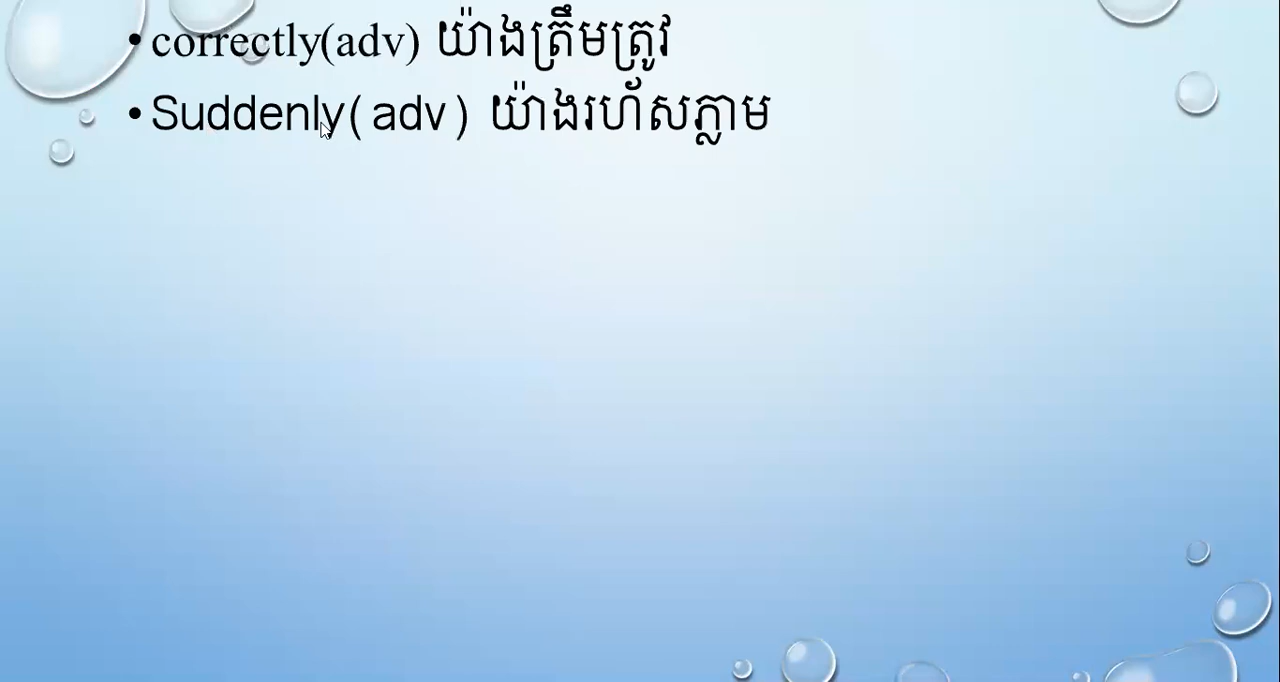 • correctly(adv) យ៉ាងត្រឹមត្រូវ
• Suddenly( adv ) យ៉ាងរហ័សភ្លាម